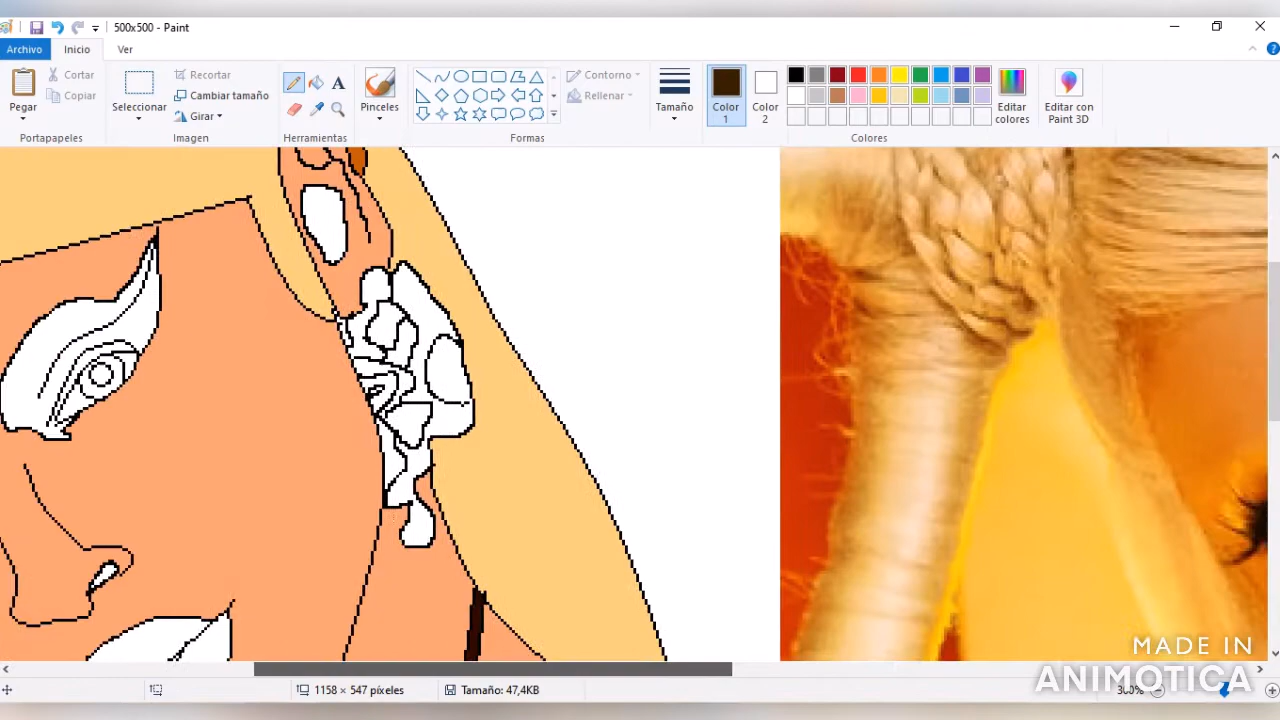 500x500 - Paint
Archivo Inicio Ver
Pegar
Cortar
Copiar
Portapapeles
Seleccionar
Recortar
Cambiar tamaño
Girar
Imagen
A
Herramientas
Pinceles
Contorno
Rellenar
Formas
Tamaño
Color
1
Color
2
Editar
colores
Colores
Editar con
Paint 3D
MADE IN
ANIMOTICA
1158 × 547 píxeles
Tamaño: 47,4KB